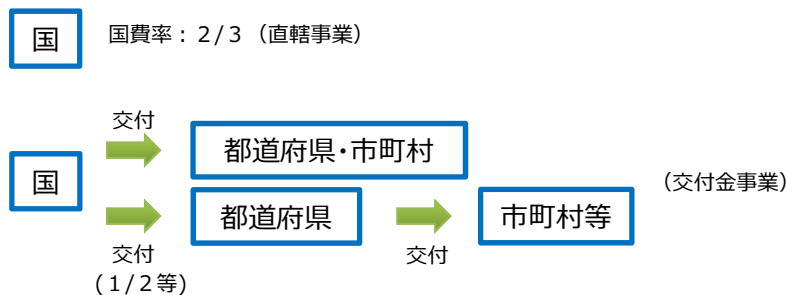 国
国費率：2/3（直轄事業）
交付
都道府県・市町村
国
（交付金事業）
都道府県
市町村等
交付
(1/2等)
交付